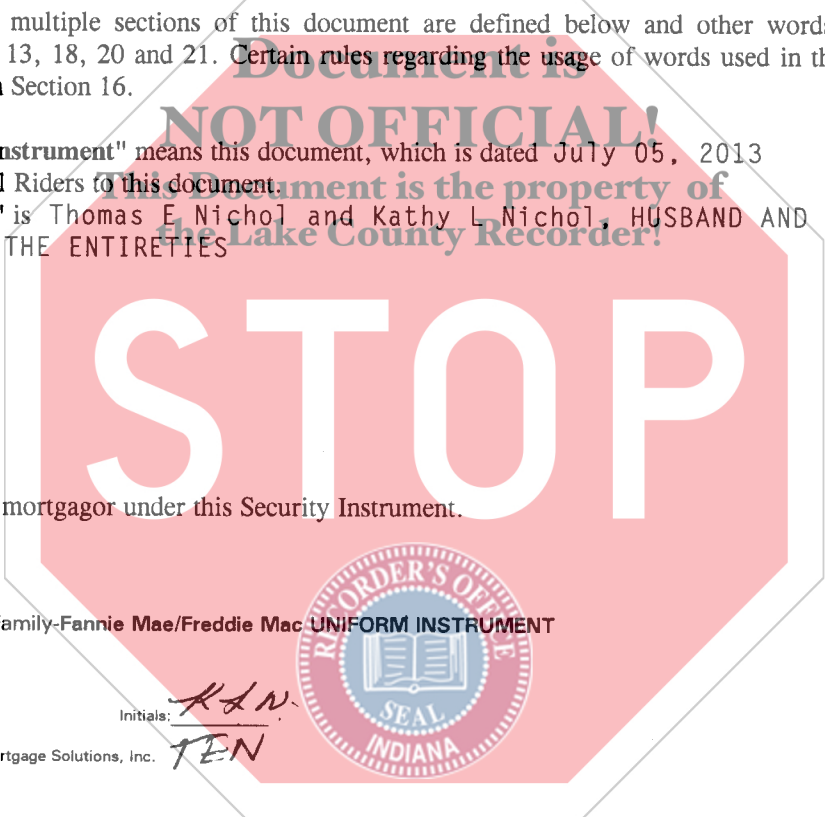 multiple sections of this document are defined below and other words
13, 18, 20 and 21. Certain rules regarding the usage of words used in th
Section 16.
Document is
NOT OFFICIAL!
This Document is the property of
the Lake County Recorder!
nstrument" means this document, which is dated July 05, 2013
Riders to this document.
" is Thomas E Nichol and Kathy L Nichol, HUSBAND AND
THE ENTIRETIES
STOP
mortgagor under this Security Instrument.
amily-Fannie Mae/Freddie Mac UNIFORM INSTRUMENT
RECORDER'S OFFICE
SEAL
INDIANA
Initials: KLN.
rtgage Solutions, Inc. TEN